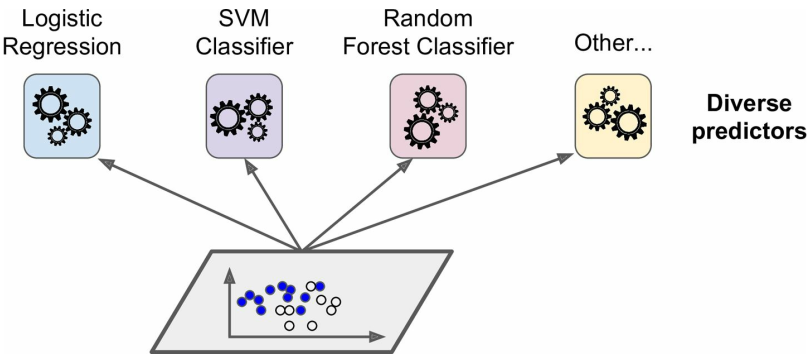 Logistic
Regression
SVM
Classifier
Random
Forest Classifier
Other...
Diverse
predictors